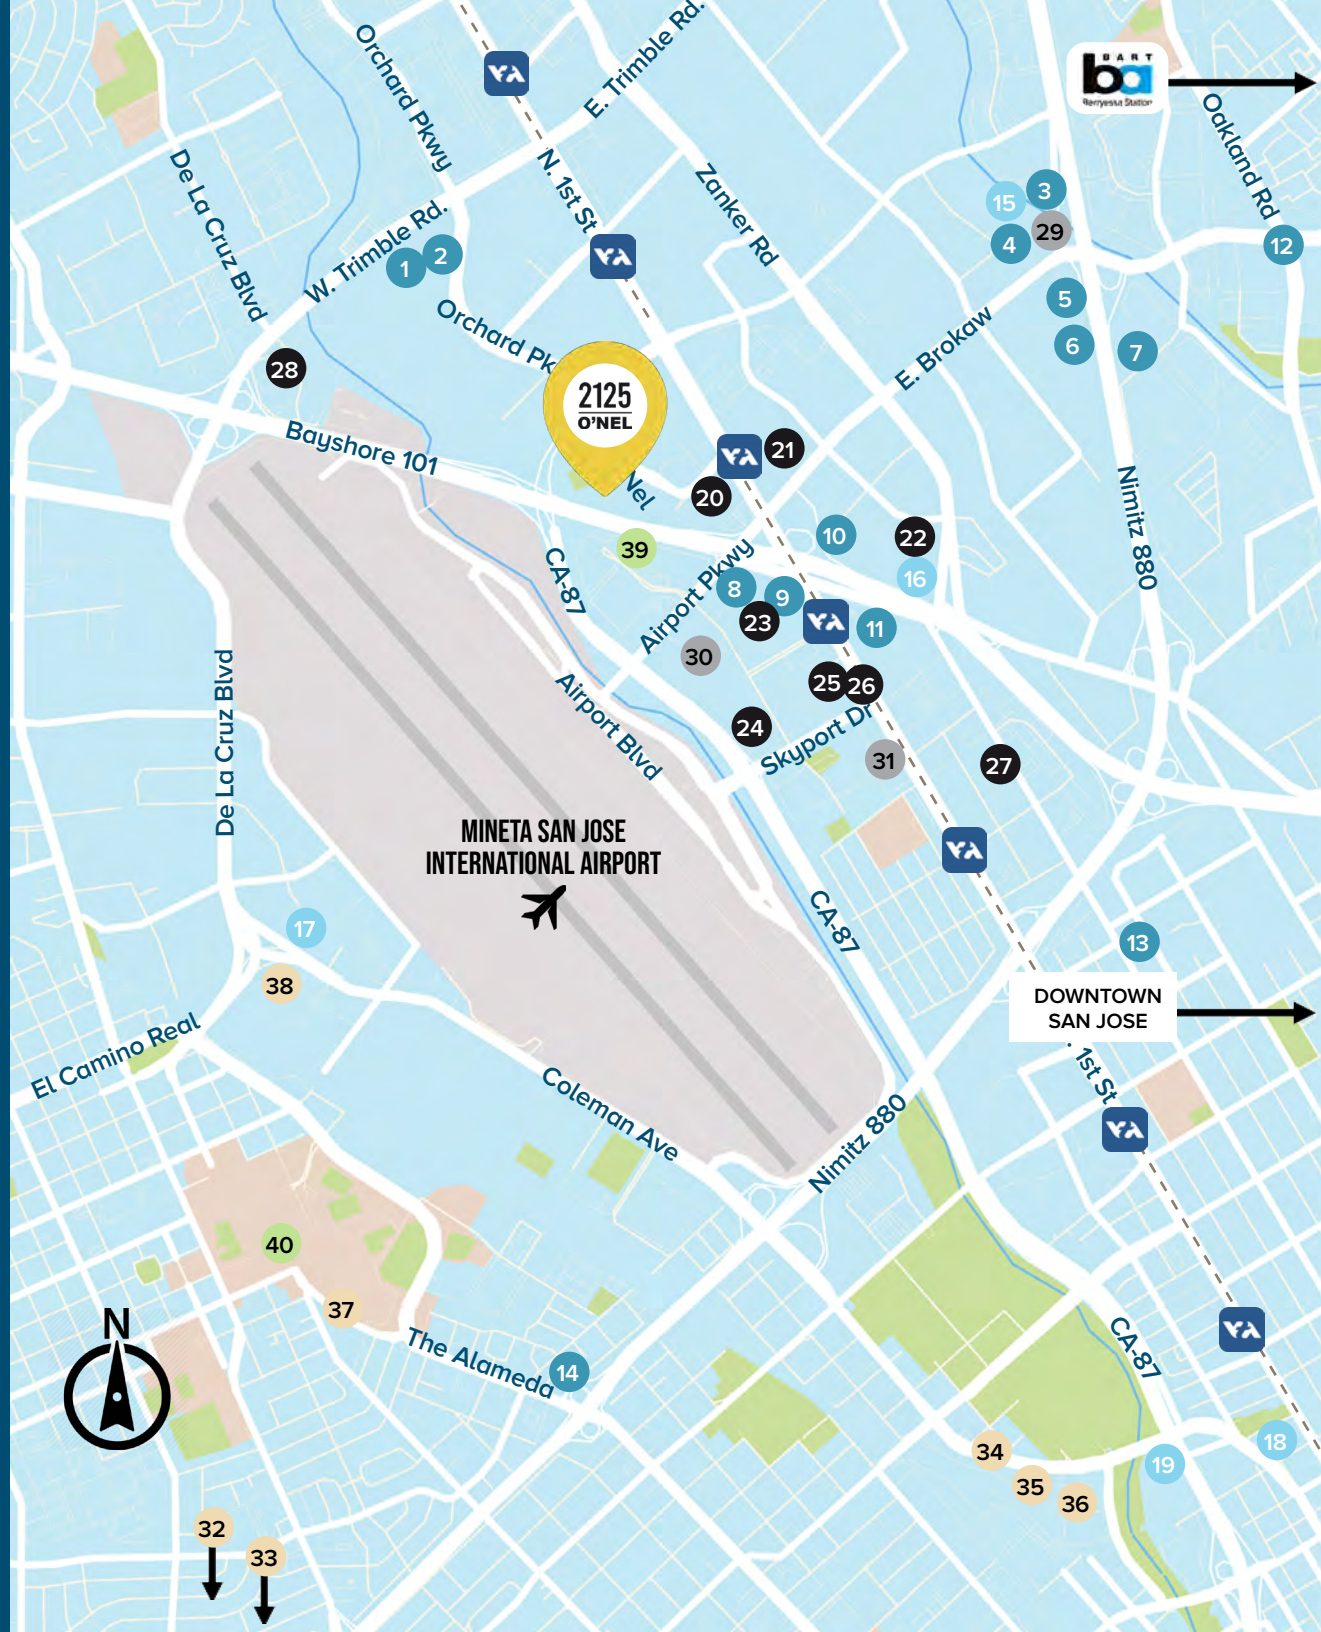 Orchard Pkwy
E. Trimble Rd.
BART
ba
Berryessa Station
Oakland Rd
De La Cruz Blvd
N. 1st St
Zanker Rd
W. Trimble Rd.
15
3
4
29
12
1
2
5
6
7
Orchard Pk
E. Brokaw
28
2125
O'NEL
Bayshore 101
21
20
Nel
Nimitz 880
10
22
39
16
CA-87
Airport Pkwy
8
9
23
11
30
25
26
De La Cruz Blvd
Airport Blvd
24
Skyport Dr
31
27
MINETA SAN JOSE
INTERNATIONAL AIRPORT
17
CA-87
13
38
DOWNTOWN
SAN JOSE
El Camino Real
. 1st St
Coleman Ave
Nimitz 880
40
37
N
The Alameda
14
CA-87
34
35
36
19
18
32
33